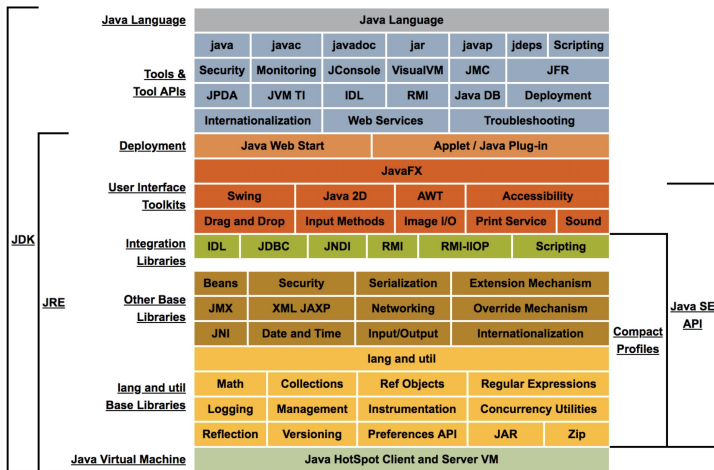 Java Language Java Language
java javac javadoc jar javap jdeps Scripting
Tools &
Tool APIs
Security Monitoring JConsole VisualVM JMC JFR
JPDA JVM TI IDL RMI Java DB Deployment
Internationalization Web Services Troubleshooting
Deployment Java Web Start Applet / Java Plug-in
JavaFX
User Interface
Toolkits
Swing Java 2D AWT Accessibility
Drag and Drop Input Methods Image I/O Print Service Sound
Integration
Libraries
IDL JDBC JNDI RMI RMI-IIOP Scripting
JDK
JRE
Other Base
Libraries
Beans Security Serialization Extension Mechanism
JMX XML JAXP Networking Override Mechanism
JNI Date and Time Input/Output Internationalization
Java SE
API
Compact
Profiles
lang and util
lang and util
Base Libraries
Math Collections Ref Objects Regular Expressions
Logging Management Instrumentation Concurrency Utilities
Reflection Versioning Preferences API JAR Zip
Java Virtual Machine Java HotSpot Client and Server VM